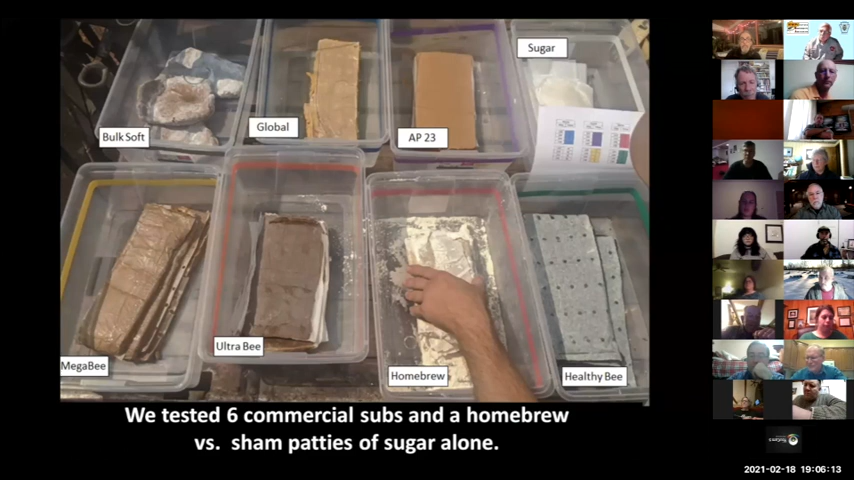 Sugar
Bulk Soft
Global
AP 23
MegaBee
Ultra Bee
Homebrew
Healthy Bee
We tested 6 commercial subs and a homebrew
vs. sham patties of sugar alone.
2021-02-18 19:06:13